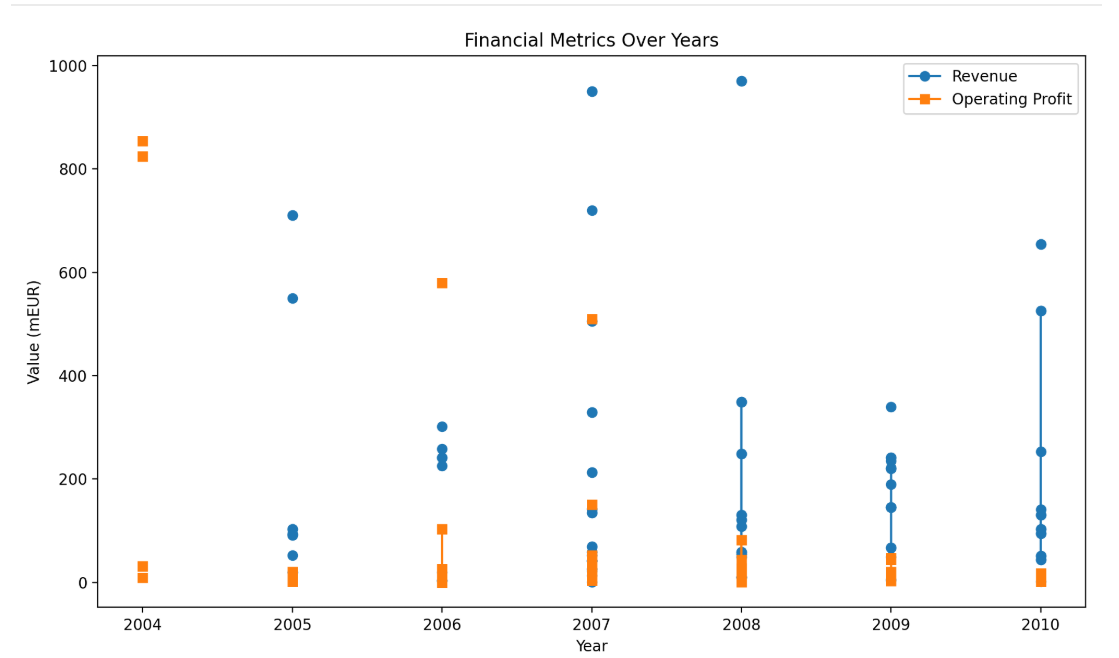 Financial Metrics Over Years
1000
800
600
400
200
0
Value (mEUR)
Revenue
Operating Profit
2004
2005
2006
2007
2008
2009
2010
Year